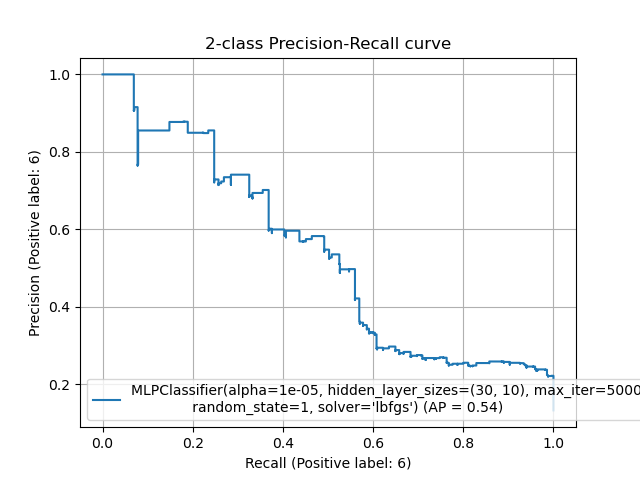 2-class Precision-Recall curve
1.0
0.8
0.6
0.4
0.2
Precision (Positive label: 6)
MLPClassifier(alpha=1e-05, hidden_layer_sizes=(30, 10), max_iter=5000
random_state=1, solver='lbfgs') (AP = 0.54)
0.0 0.2 0.4 0.6 0.8 1.0
Recall (Positive label: 6)